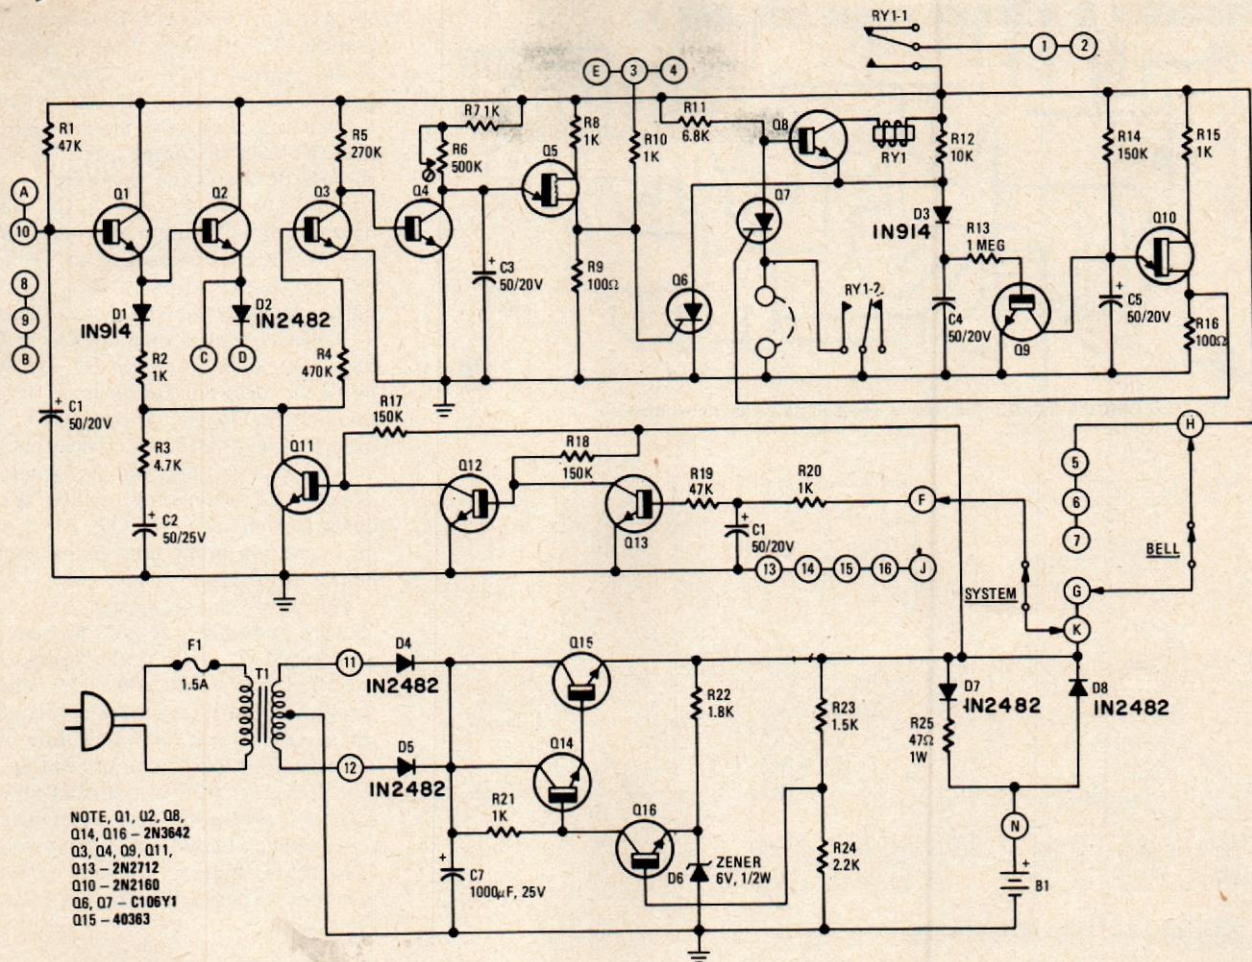 RY1-1
1
2
E
3
4
R1
47K
R5
270K
R7 1K
R6
500K
R8
1K
R10
1K
R11
6.8K
Q8
RY1
R12
10K
R14
150K
R15
1K
A
10
Q1
Q2
Q3
Q4
Q5
Q7
D3
IN914
R13
1 MEG
Q10
8
9
B
D1
IN914
D2
IN2482
C
D
C3
50/20V
R9
100Ω
Q6
RY1-2
C4
50/20V
Q9
C5
50/20V
R16
100Ω
R2
1K
R4
470K
C1
50/20V
R3
4.7K
R17
150K
Q11
Q12
R18
150K
R19
47K
R20
1K
F
H
5
6
7
C2
50/25V
Q13
C1
50/20V
13
14
15
16
J
BELL
SYSTEM
G
K
F1
1.5A
T1
11
D4
IN2482
Q15
R22
1.8K
R23
1.5K
D7
IN2482
D8
IN2482
R25
47Ω
1W
12
D5
IN2482
Q14
R21
1K
Q16
D6
ZENER
6V, 1/2W
R24
2.2K
N
B1
C7
1000μF, 25V
NOTE, Q1, Q2, Q8,
Q14, Q16 – 2N3642
Q3, Q4, Q9, Q11,
Q13 – 2N2712
Q10 – 2N2160
Q6, Q7 – C106Y1
Q15 – 40363